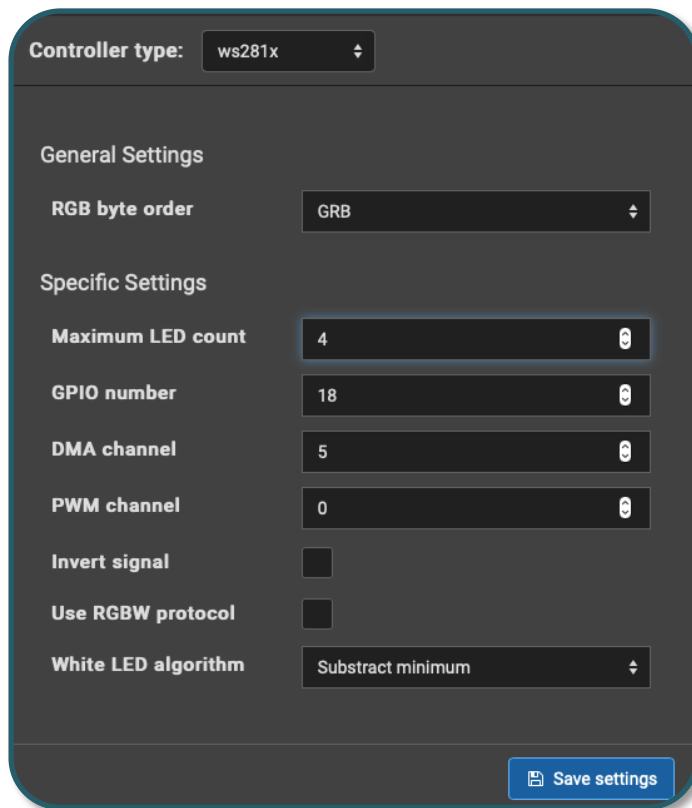 Controller type: ws281x
General Settings
RGB byte order GRB
Specific Settings
Maximum LED count 4
GPIO number 18
DMA channel 5
PWM channel 0
Invert signal
Use RGBW protocol
White LED algorithm Substract minimum
Save settings